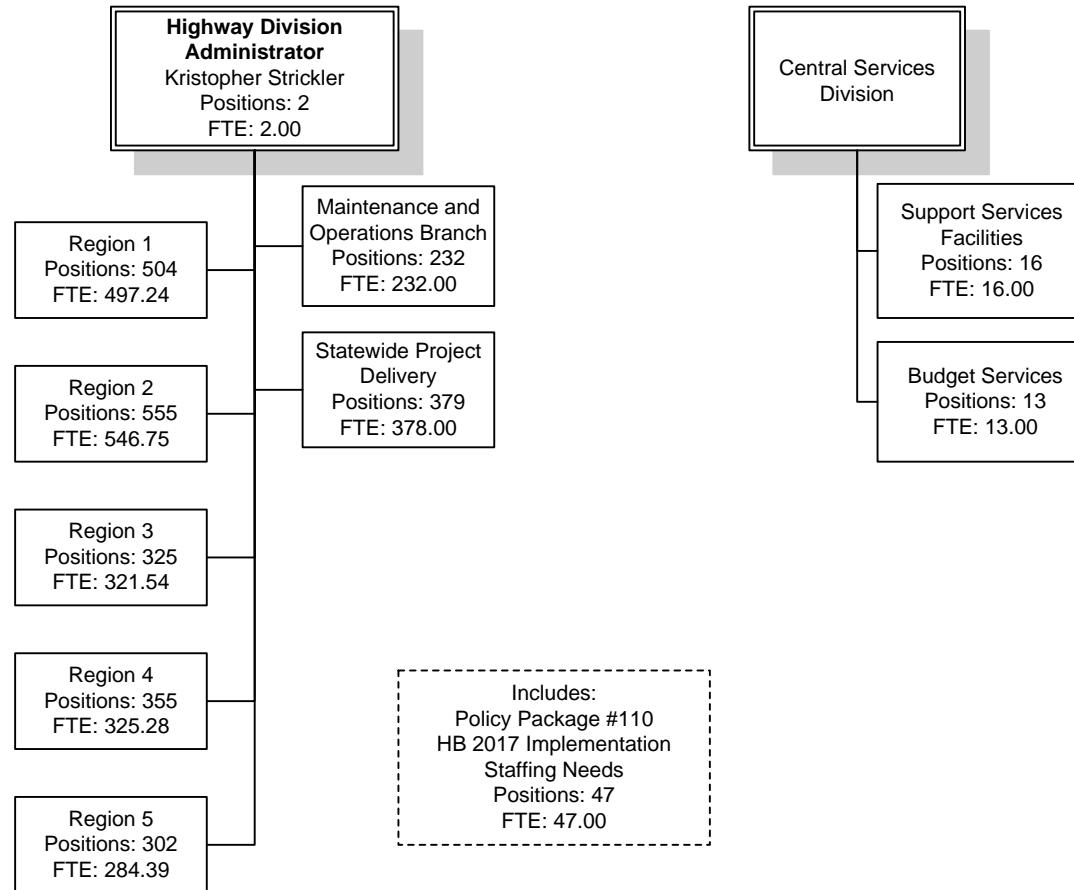 Highway Division
Administrator
Kristopher Strickler
Positions: 2
FTE: 2.00
Region 1
Positions: 504
FTE: 497.24
Region 2
Positions: 555
FTE: 546.75
Region 3
Positions: 325
FTE: 321.54
Region 4
Positions: 355
FTE: 325.28
Region 5
Positions: 302
FTE: 284.39
Maintenance and
Operations Branch
Positions: 232
FTE: 232.00
Statewide Project
Delivery
Positions: 379
FTE: 378.00
Central Services
Division
Support Services
Facilities
Positions: 16
FTE: 16.00
Budget Services
Positions: 13
FTE: 13.00
Includes:
Policy Package #110
HB 2017 Implementation
Staffing Needs
Positions: 47
FTE: 47.00